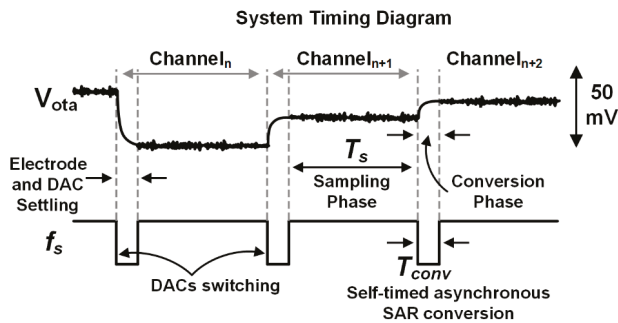 System Timing Diagram
Channeln
Channeln+1
Channeln+2
Vota
50
mV
Electrode
and DAC
Settling
Ts
Sampling
Phase
Conversion
Phase
fs
DACs switching
Tconv
Self-timed asynchronous
SAR conversion